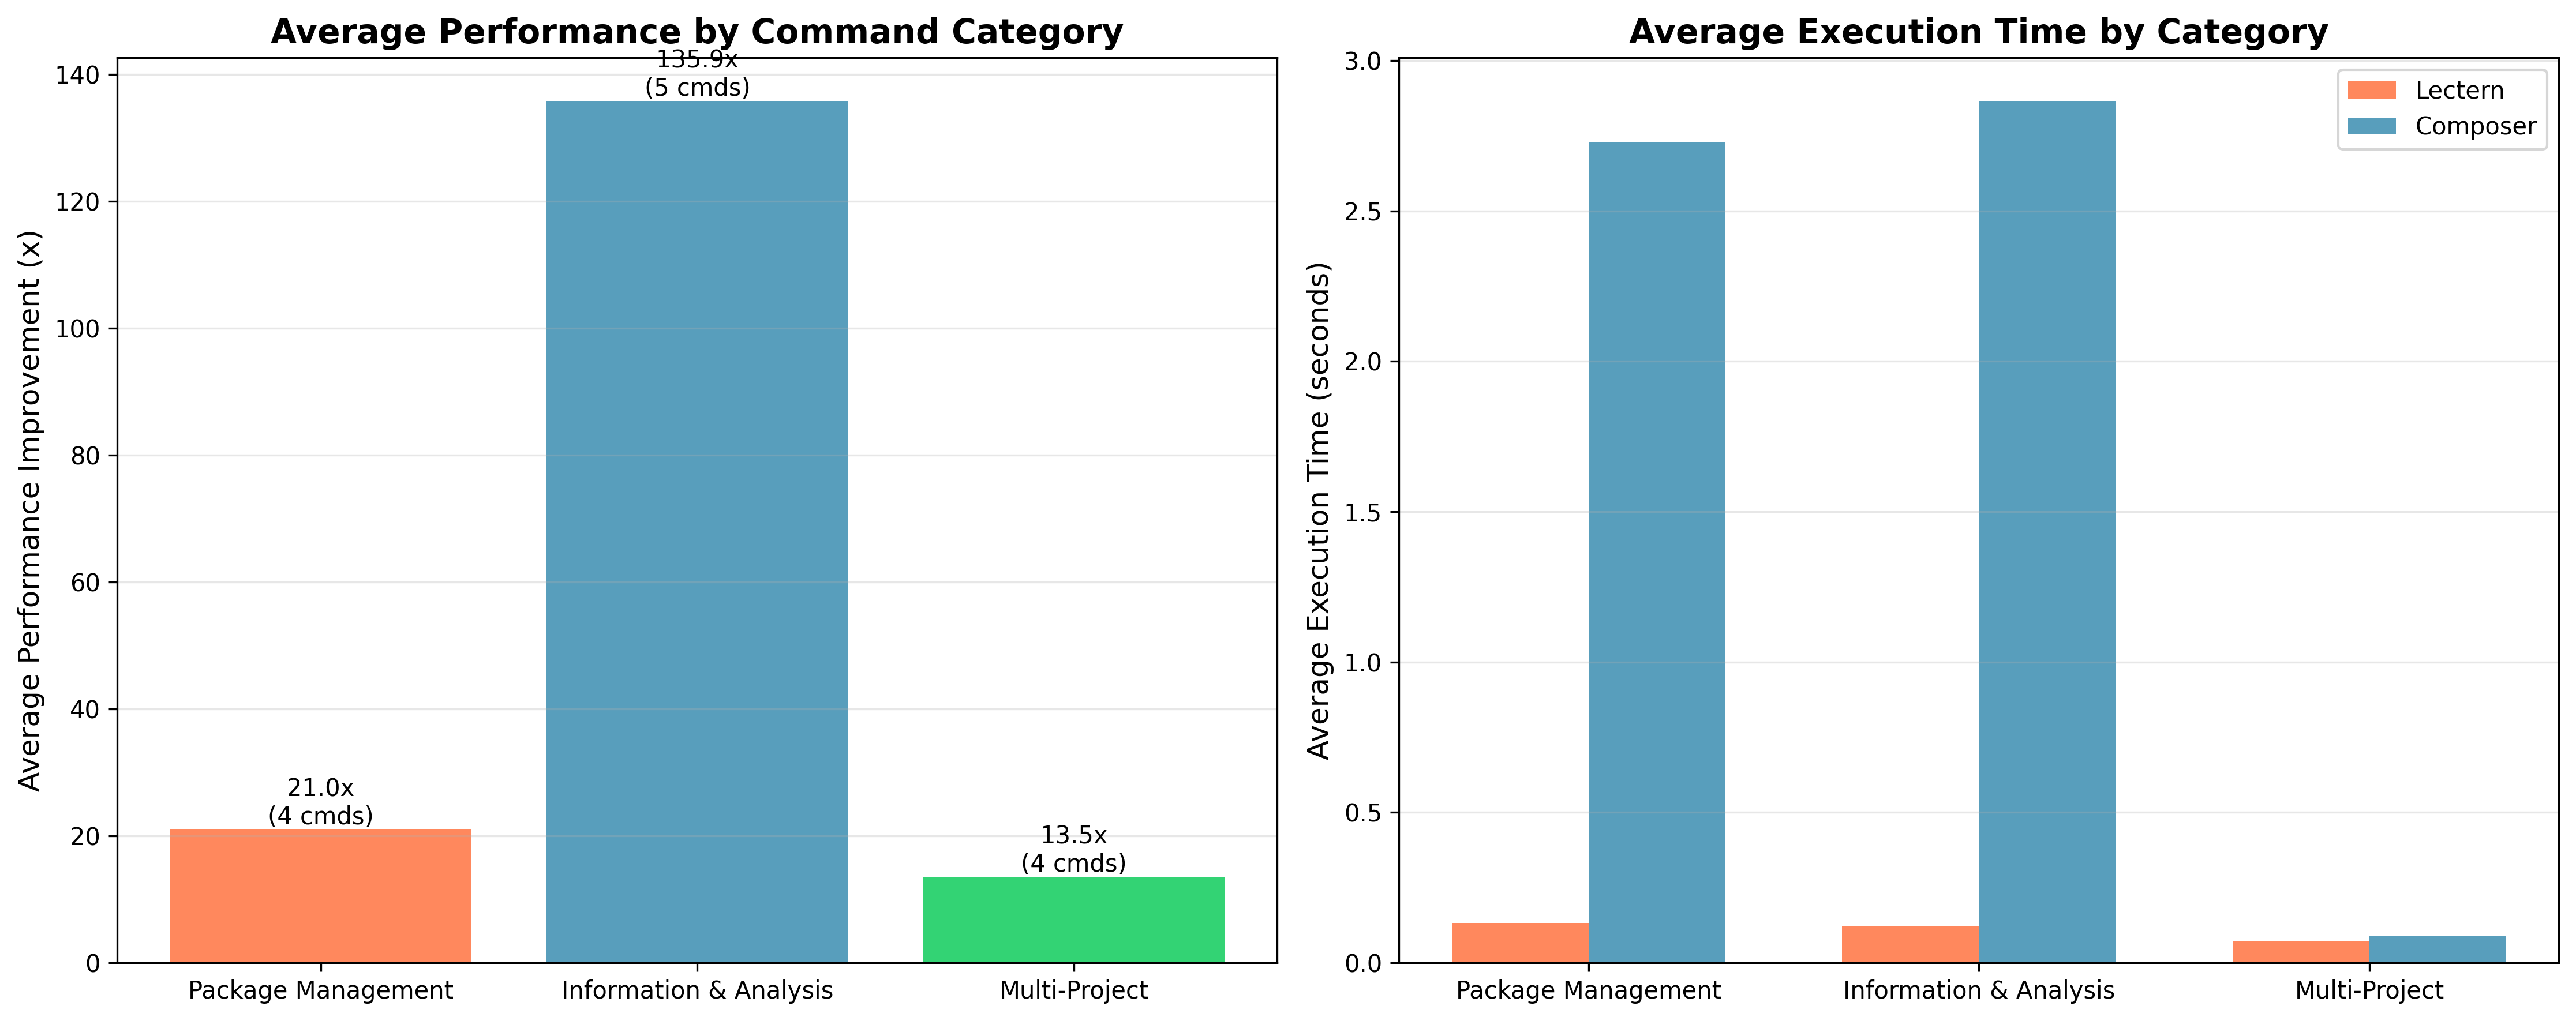 Average Performance by Command Category
Average Performance Improvement (x)
140
120
100
80
60
40
20
0
135.9x
(5 cmds)
21.0x
(4 cmds)
13.5x
(4 cmds)
Package Management
Information & Analysis
Multi-Project
Average Execution Time by Category
Average Execution Time (seconds)
3.0
2.5
2.0
1.5
1.0
0.5
0.0
Lectern
Composer
Package Management
Information & Analysis
Multi-Project